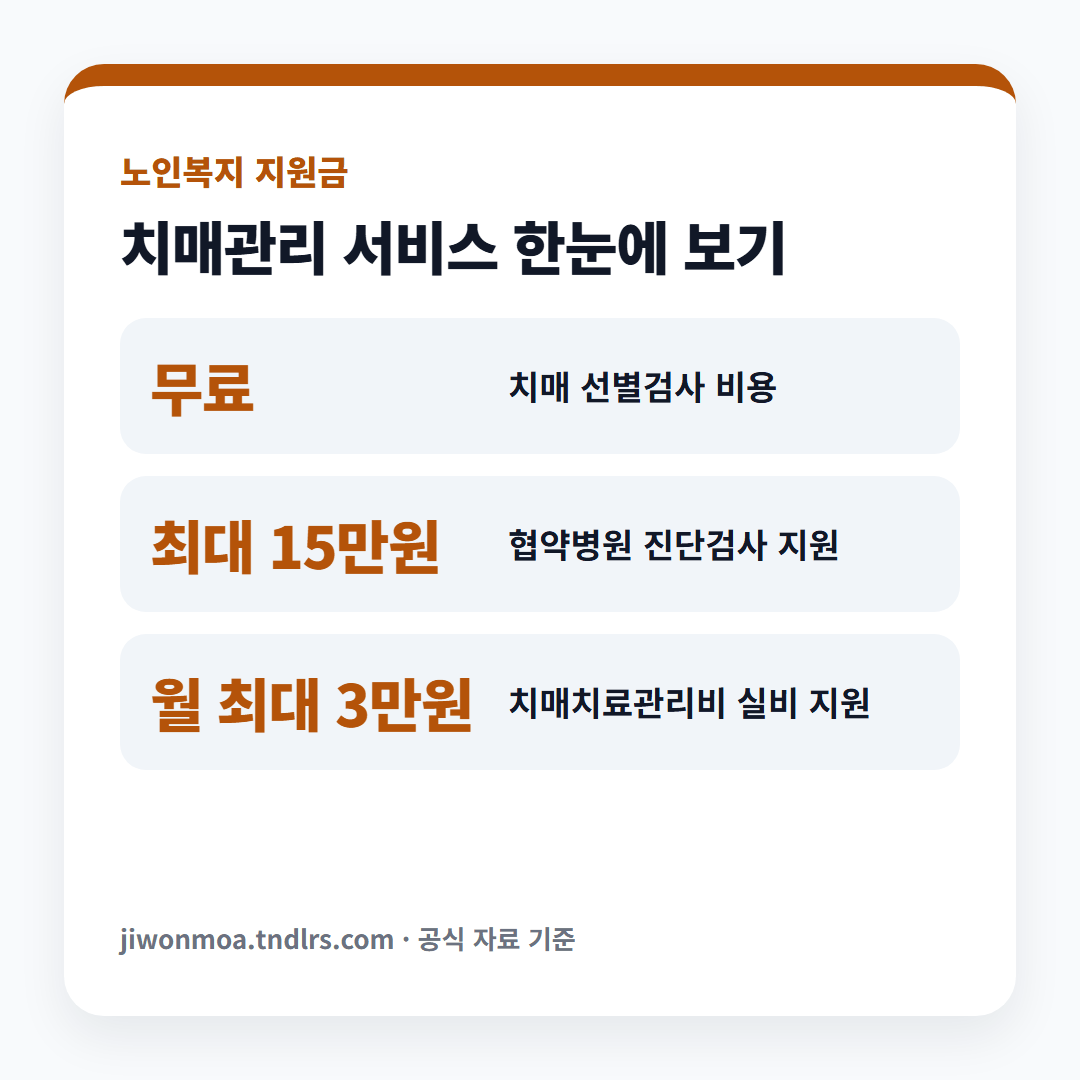 노인복지 지원금
치매관리 서비스 한눈에 보기
무료 치매 선별검사 비용
최대 15만원 협약병원 진단검사 지원
월 최대 3만원 치매치료관리비 실비 지원
jiwonmoa.tndlrs.com · 공식 자료 기준